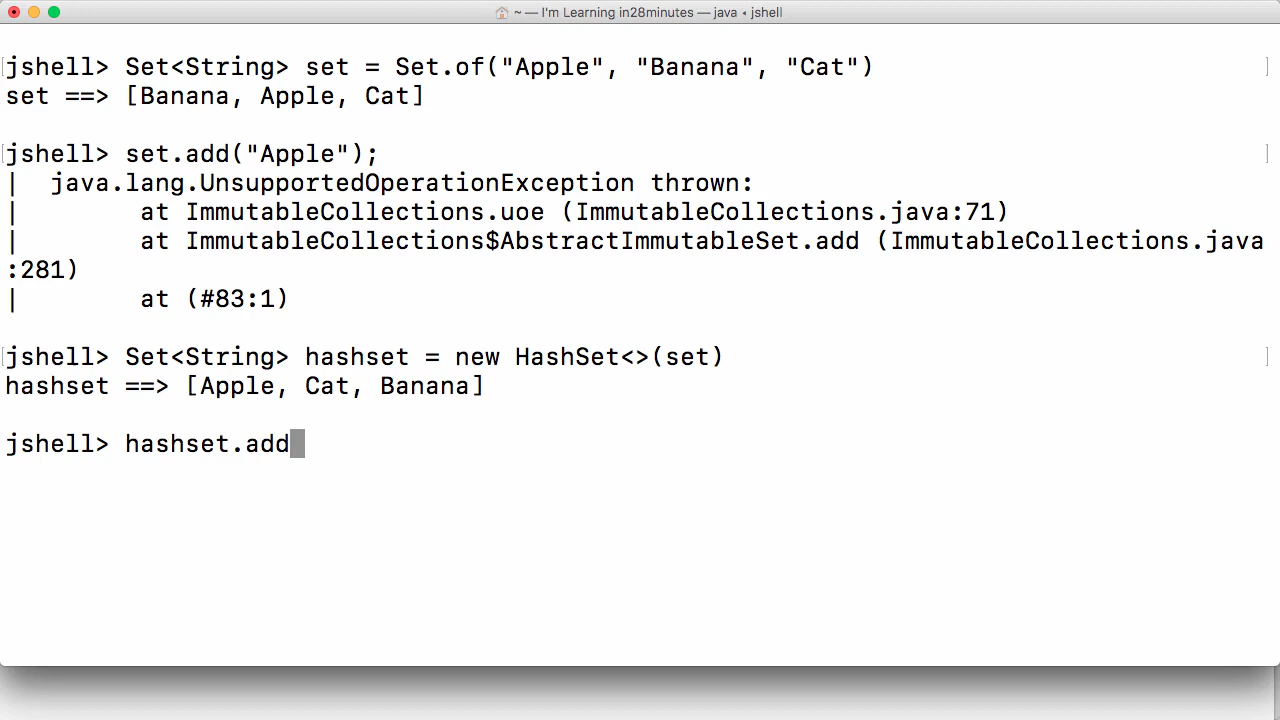 ~ — I'm Learning in28minutes — java ◂ jshell
jshell> Set<String> set = Set.of("Apple", "Banana", "Cat")
set ==> [Banana, Apple, Cat]
jshell> set.add("Apple");
|  java.lang.UnsupportedOperationException thrown:
|        at ImmutableCollections.uoe (ImmutableCollections.java:71)
|        at ImmutableCollections$AbstractImmutableSet.add (ImmutableCollections.java
:281)
|        at (#83:1)
jshell> Set<String> hashset = new HashSet<>(set)
hashset ==> [Apple, Cat, Banana]
jshell> hashset.add